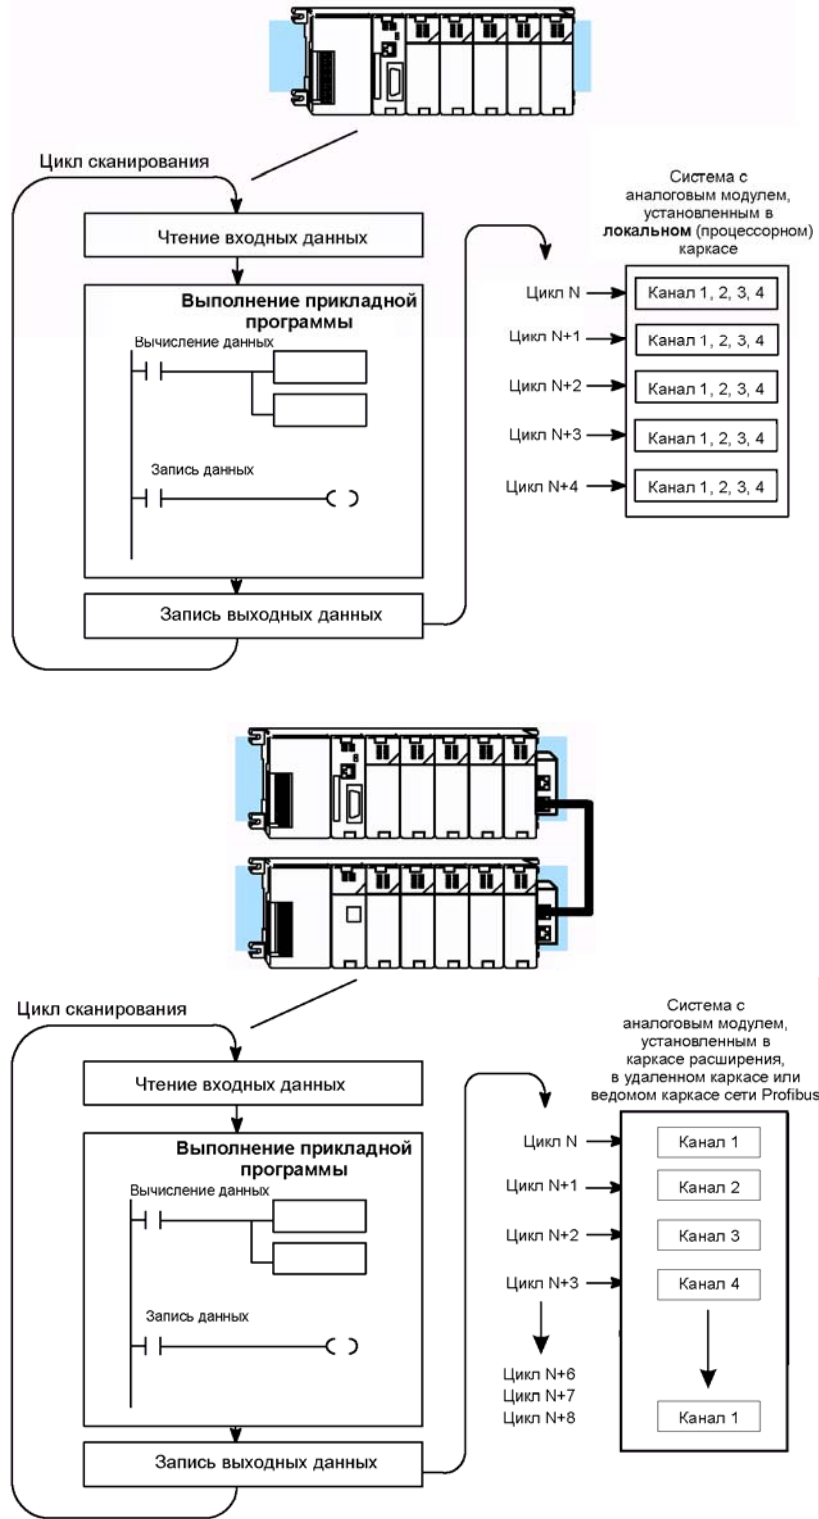 Цикл сканирования
Чтение входных данных
Выполнение прикладной
программы
Вычисление данных
Запись данных
Запись выходных данных
Система с
аналоговым модулем,
установленным в
локальном (процессорном)
каркасе
Цикл N
Канал 1, 2, 3, 4
Цикл N+1
Канал 1, 2, 3, 4
Цикл N+2
Канал 1, 2, 3, 4
Цикл N+3
Канал 1, 2, 3, 4
Цикл N+4
Канал 1, 2, 3, 4
Цикл сканирования
Чтение входных данных
Выполнение прикладной
программы
Вычисление данных
Запись данных
Запись выходных данных
Система с
аналоговым модулем,
установленным в
каркасе расширения,
в удаленном каркасе или
ведомом каркасе сети Profibus
Цикл N
Канал 1
Цикл N+1
Канал 2
Цикл N+2
Канал 3
Цикл N+3
Канал 4
Цикл N+6
Цикл N+7
Цикл N+8
Канал 1